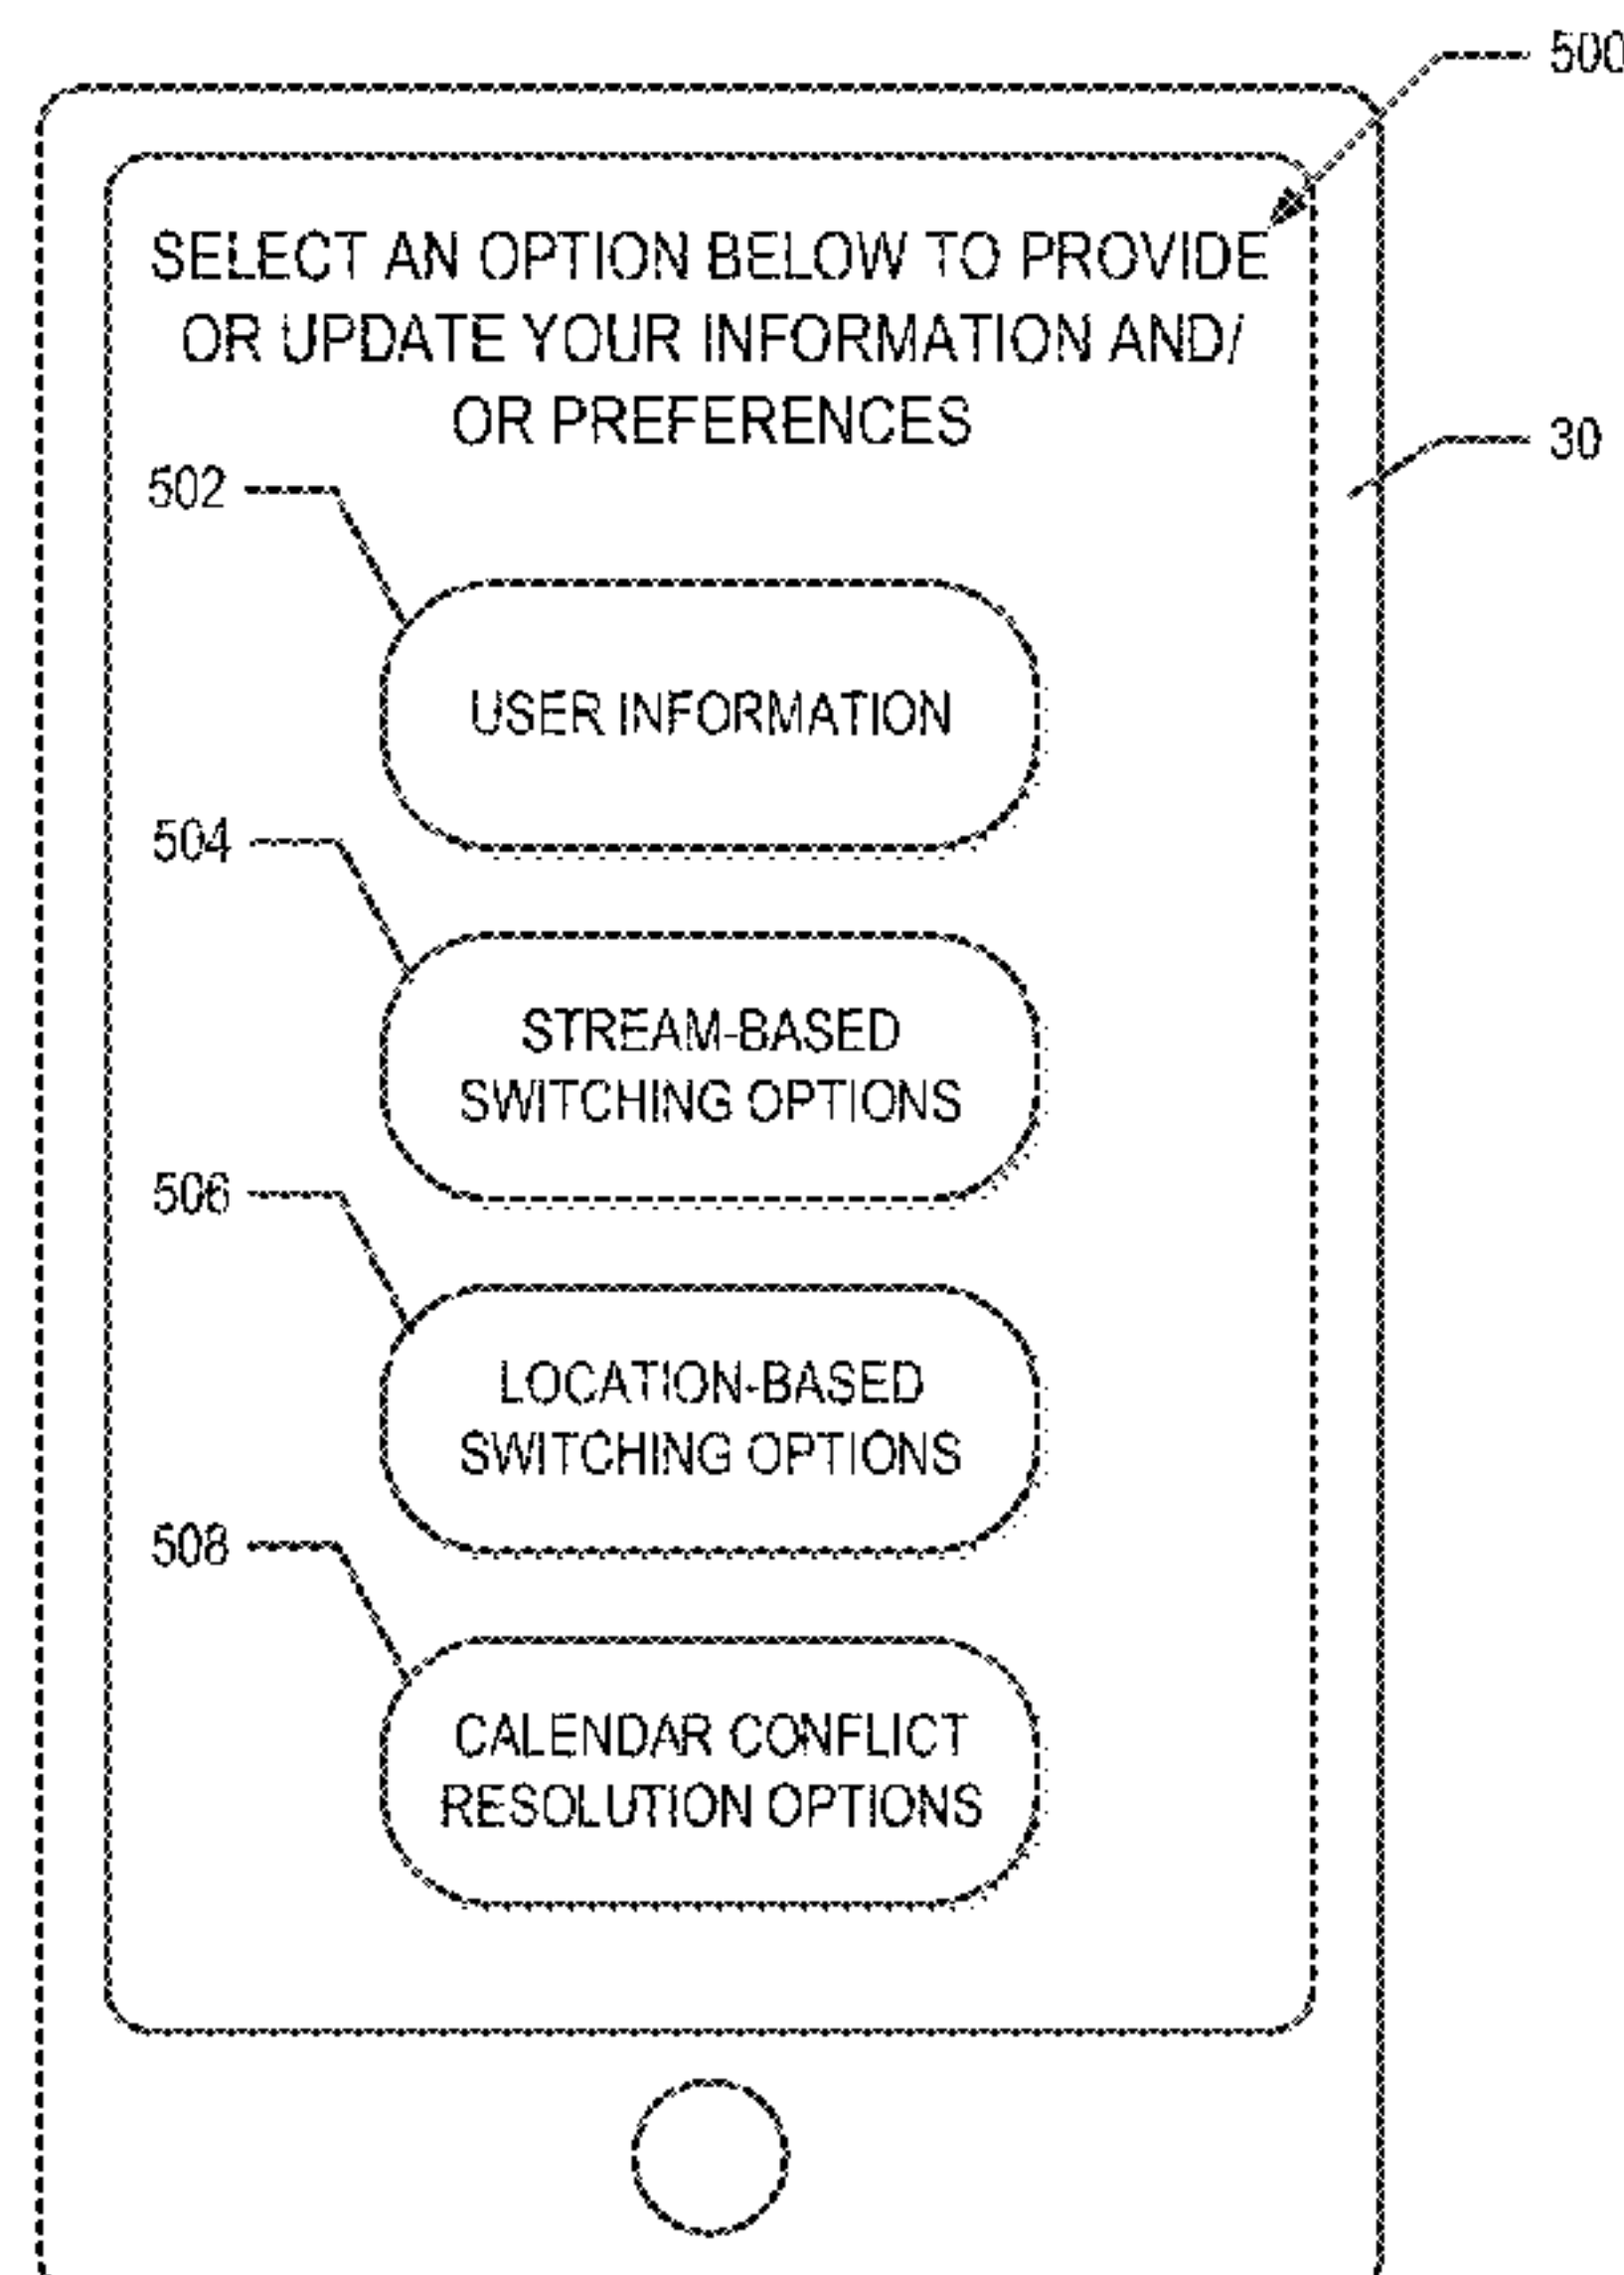 500
SELECT AN OPTION BELOW TO PROVIDE
OR UPDATE YOUR INFORMATION AND/
OR PREFERENCES
30
502
USER INFORMATION
504
STREAM-BASED
SWITCHING OPTIONS
506
LOCATION-BASED
SWITCHING OPTIONS
508
CALENDAR CONFLICT
RESOLUTION OPTIONS